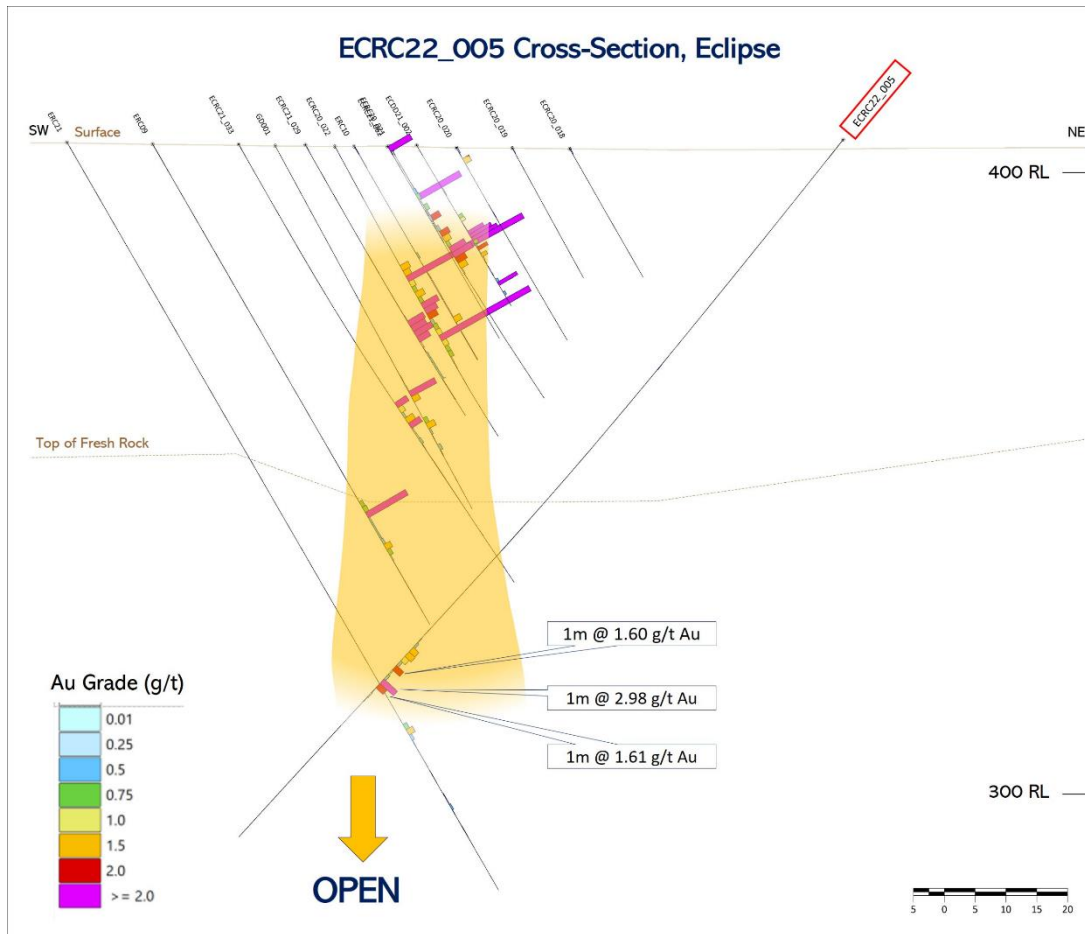 ECRC22_005 Cross-Section, Eclipse
SW
Surface
ERC21
ERC09
ECRC21_033
GD001
ECRC21_029
ECRC20_022
ERC10
ECDD21_002
ECRC20_020
ECRC20_019
ECRC20_018
ECRC22_005
NE
400 RL
Top of Fresh Rock
1m @ 1.60 g/t Au
1m @ 2.98 g/t Au
1m @ 1.61 g/t Au
Au Grade (g/t)
0.01
0.25
0.5
0.75
1.0
1.5
2.0
>= 2.0
300 RL
OPEN
5 0 5 10 15 20